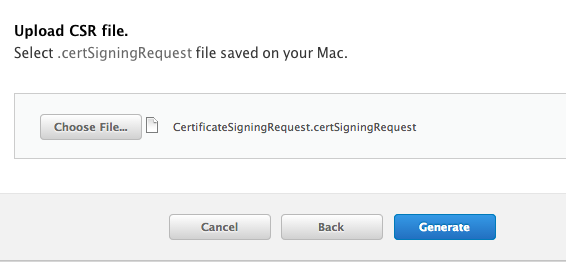 Upload CSR file.
Select .certSigningRequest file saved on your Mac.
Choose File... CertificateSigningRequest.certSigningRequest
Cancel Back Generate